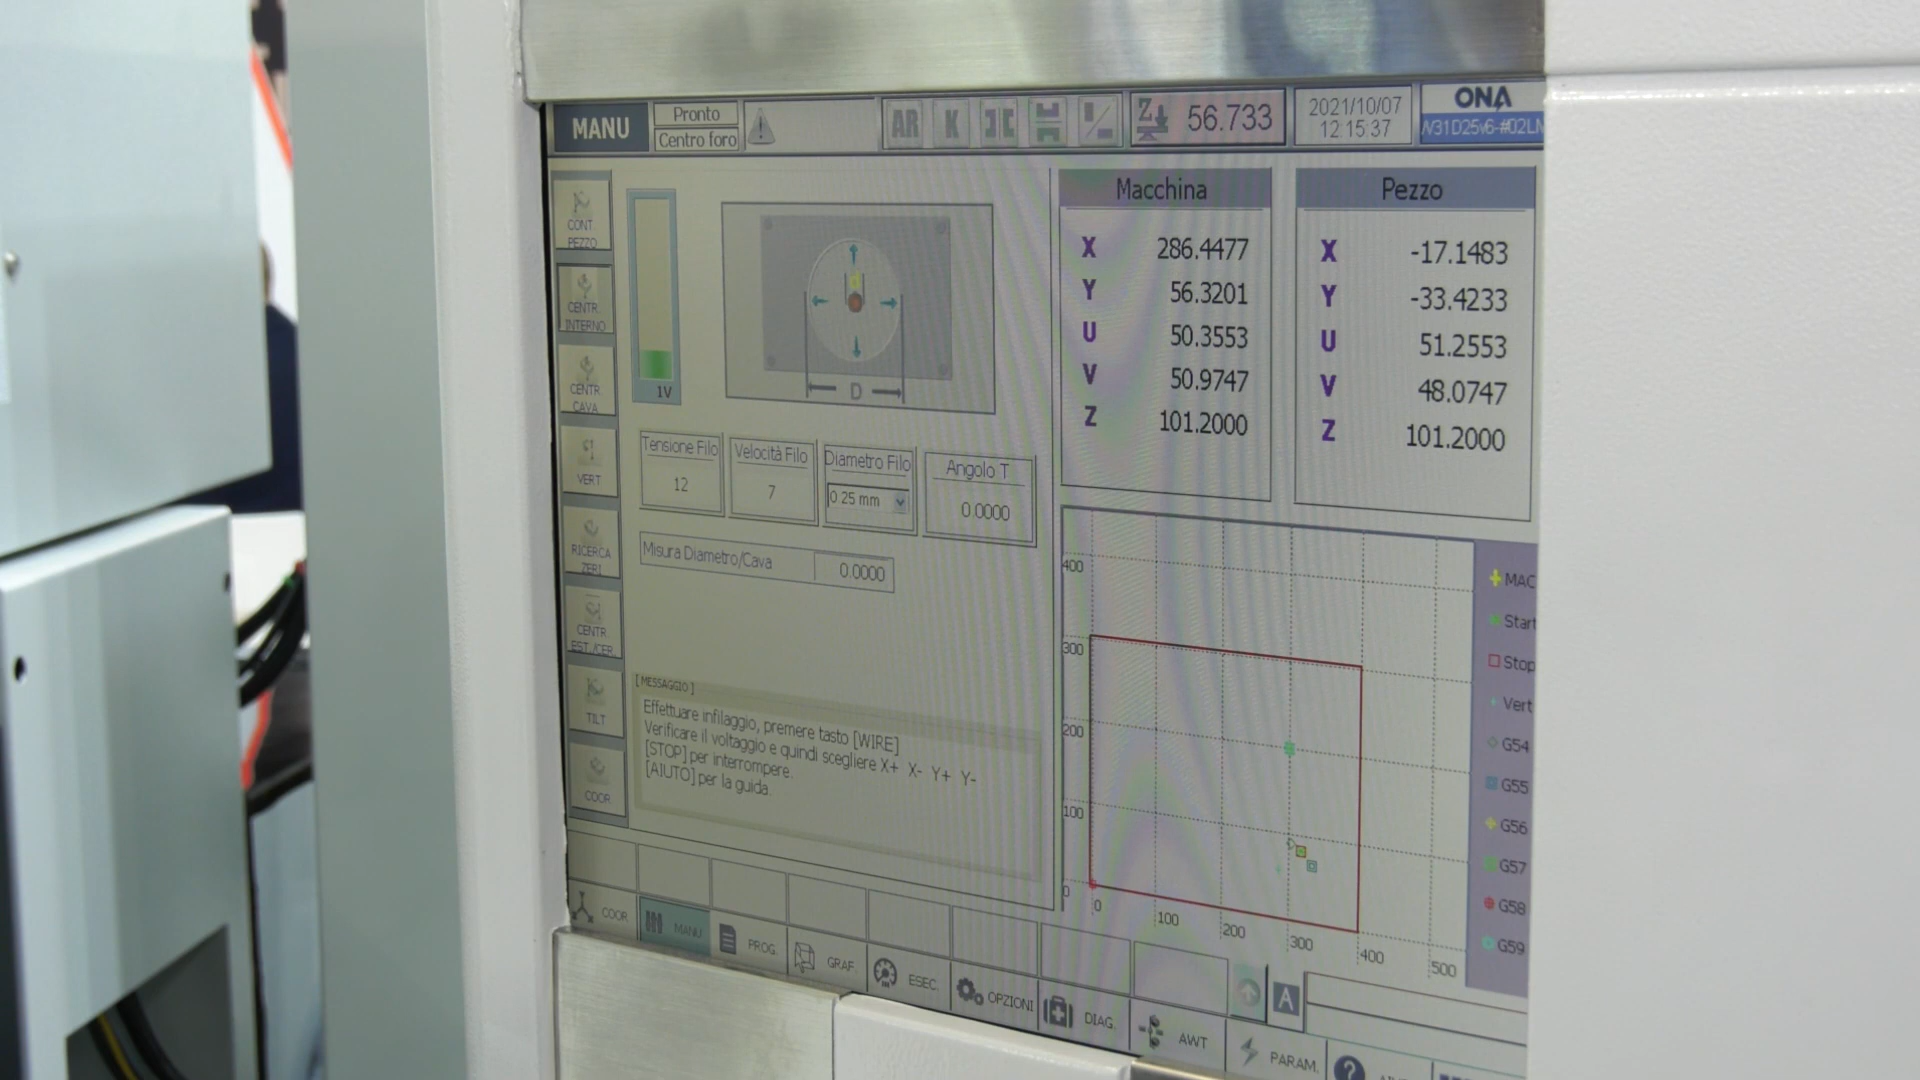 MANU
Pronto
Centro foro
AR
K
Z
56.733
2021/10/07
12:15:37
ONA
Macchina
X 286.4477
Y 56.3201
U 50.3553
V 50.9747
Z 101.2000
Pezzo
X -17.1483
Y -33.4233
U 51.2553
V 48.0747
Z 101.2000
CONT.
PEZZO
CENTR.
INTERNO
CENTR
CAVA
VERT
RICERCA
ZERI
CENTR
EST./CER.
TILT
COOR
1V
D
Tensione Filo
12
Velocità Filo
7
Diametro Filo
0.25 mm
Angolo T
0.0000
Misura Diametro/Cava 0.0000
[ MESSAGGIO ]
Effettuare infilaggio, premere tasto [WIRE]
Verificare il voltaggio e quindi scegliere X+ X- Y+ Y-
[STOP] per interrompere.
[AIUTO] per la guida.
400
300
200
100
0
0 100 200 300 400 500
MAC
Start
Stop
Vert
G54
G55
G56
G57
G58
G59
COOR.
MANU
PROG.
GRAF.
ESEC.
OPZIONI
DIAG.
AWT
PARAM.
?
A